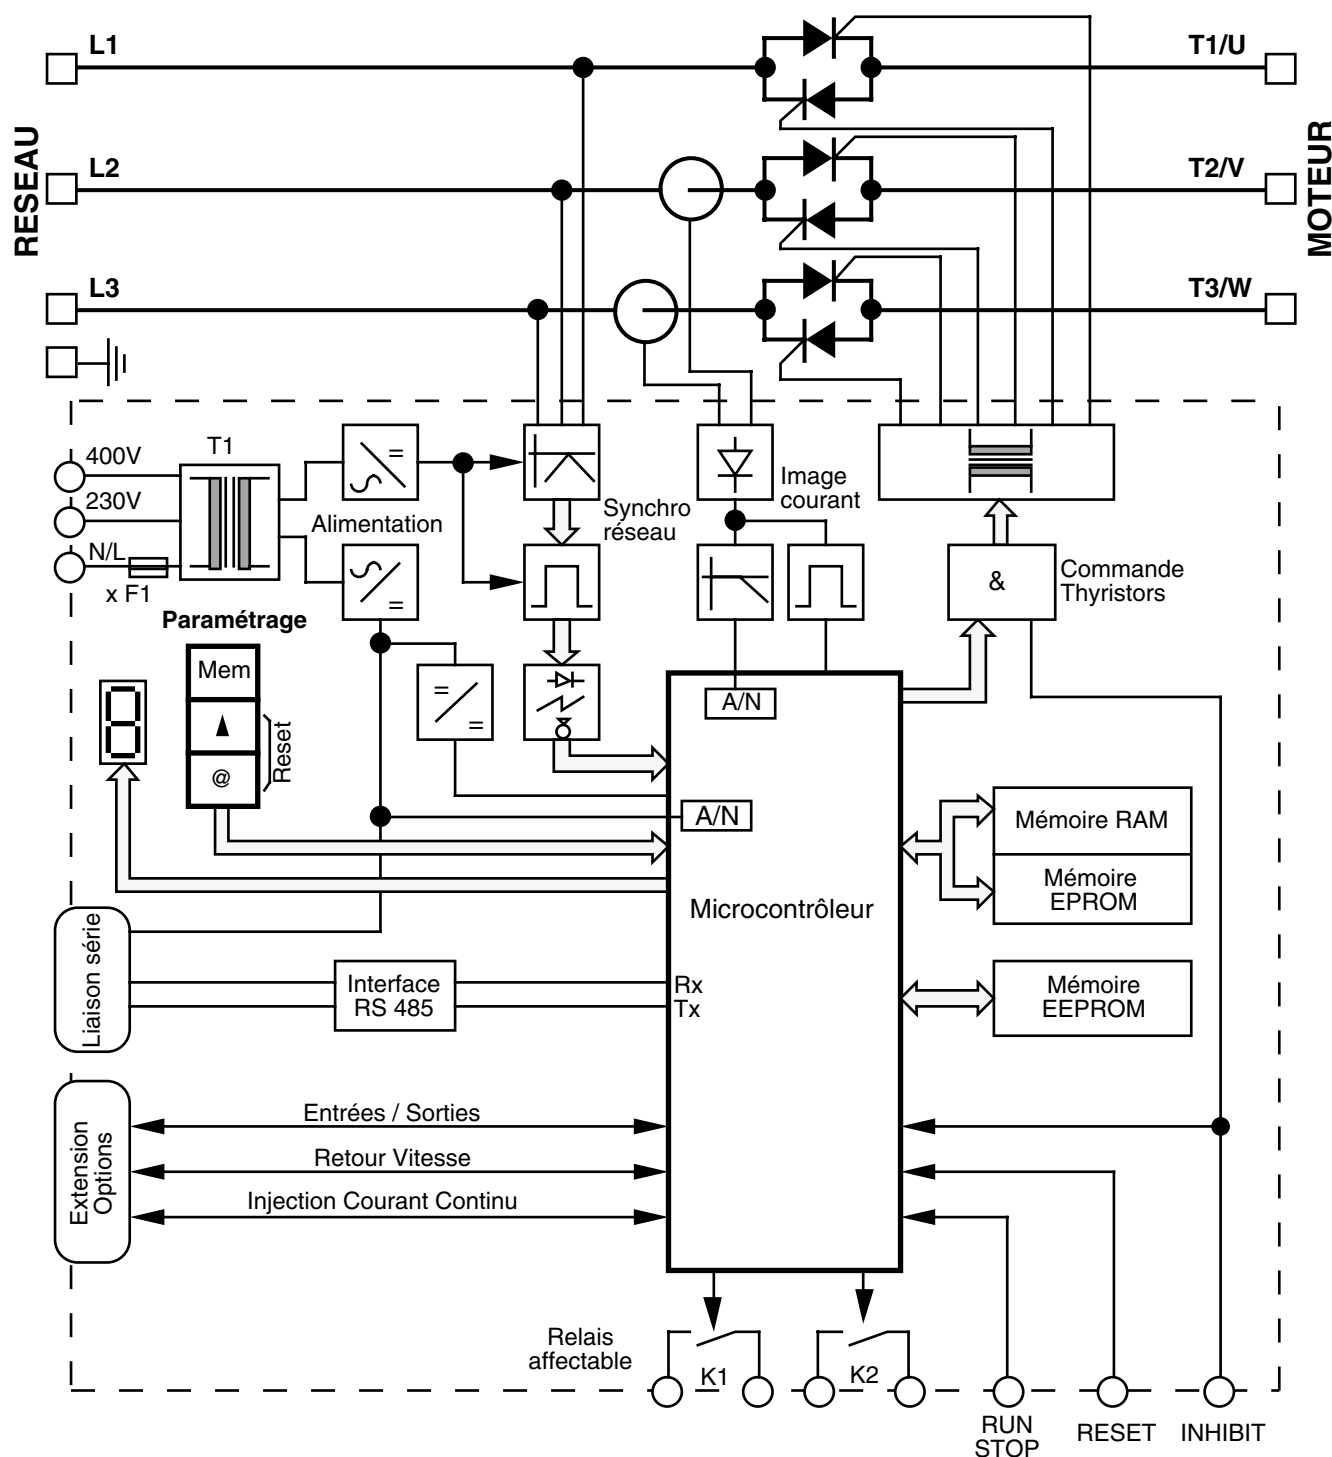 L1
T1/U
RESEAU
L2
T2/V
MOTEUR
L3
T3/W
400V
T1
230V
Alimentation
N/L
x F1
Synchro
réseau
Image
courant
&
Commande
Thyristors
Paramétrage
Mem
@
Reset
=
=
=
=
A/N
A/N
Microcontrôleur
Mémoire RAM
Mémoire
EPROM
Liaison série
Interface
RS 485
Rx
Tx
Mémoire
EEPROM
Extension
Options
Entrées / Sorties
Retour Vitesse
Injection Courant Continu
Relais
affectable
K1
K2
RUN
STOP
RESET
INHIBIT